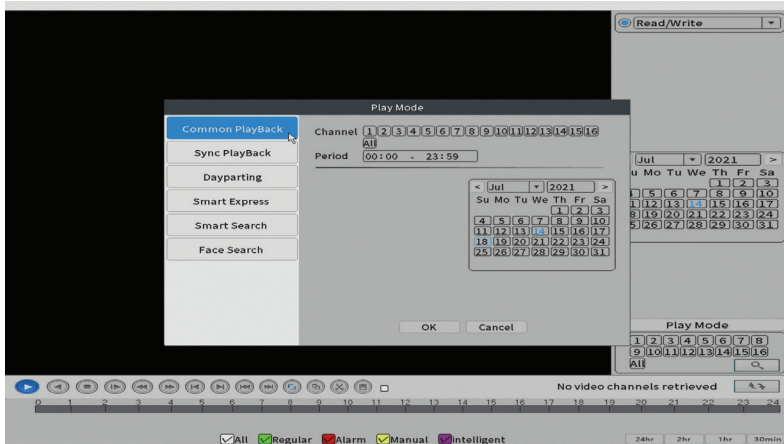 Read/Write
Play Mode
Common PlayBack
Sync PlayBack
Dayparting
Smart Express
Smart Search
Face Search
Channel 1 2 3 4 5 6 7 8 9 10 11 12 13 14 15 16
All
Period 00:00 - 23:59
< Jul 2021 >
Su Mo Tu We Th Fr Sa
1 2 3
4 5 6 7 8 9 10
11 12 13 14 15 16 17
18 19 20 21 22 23 24
25 26 27 28 29 30 31
OK Cancel
Jul 2021 >
u Mo Tu We Th Fr Sa
1 2 3
4 5 6 7 8 9 10
1 12 13 14 15 16 17
8 19 20 21 22 23 24
5 26 27 28 29 30 31
Play Mode
1 2 3 4 5 6 7 8
9 10 11 12 13 14 15 16
All
No video channels retrieved
0 1 2 3 4 5 6 7 8 9 10 11 12 13 14 15 16 17 18 19 20 21 22 23 24
All Regular Alarm Manual Intelligent
24hr 2hr 1hr 30min